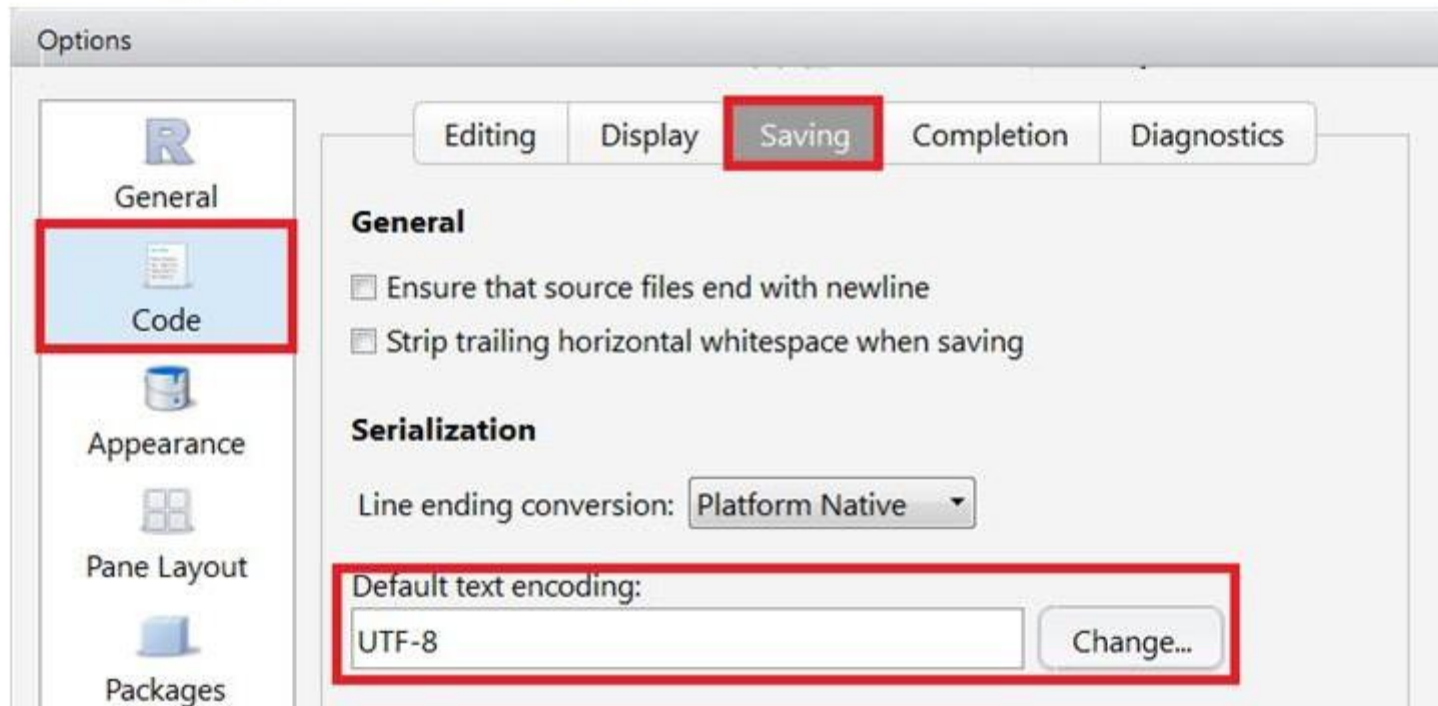 Options
General
Code
Appearance
Pane Layout
Packages
Editing Display Saving Completion Diagnostics
General
Ensure that source files end with newline
Strip trailing horizontal whitespace when saving
Serialization
Line ending conversion: Platform Native
Default text encoding:
UTF-8 Change...